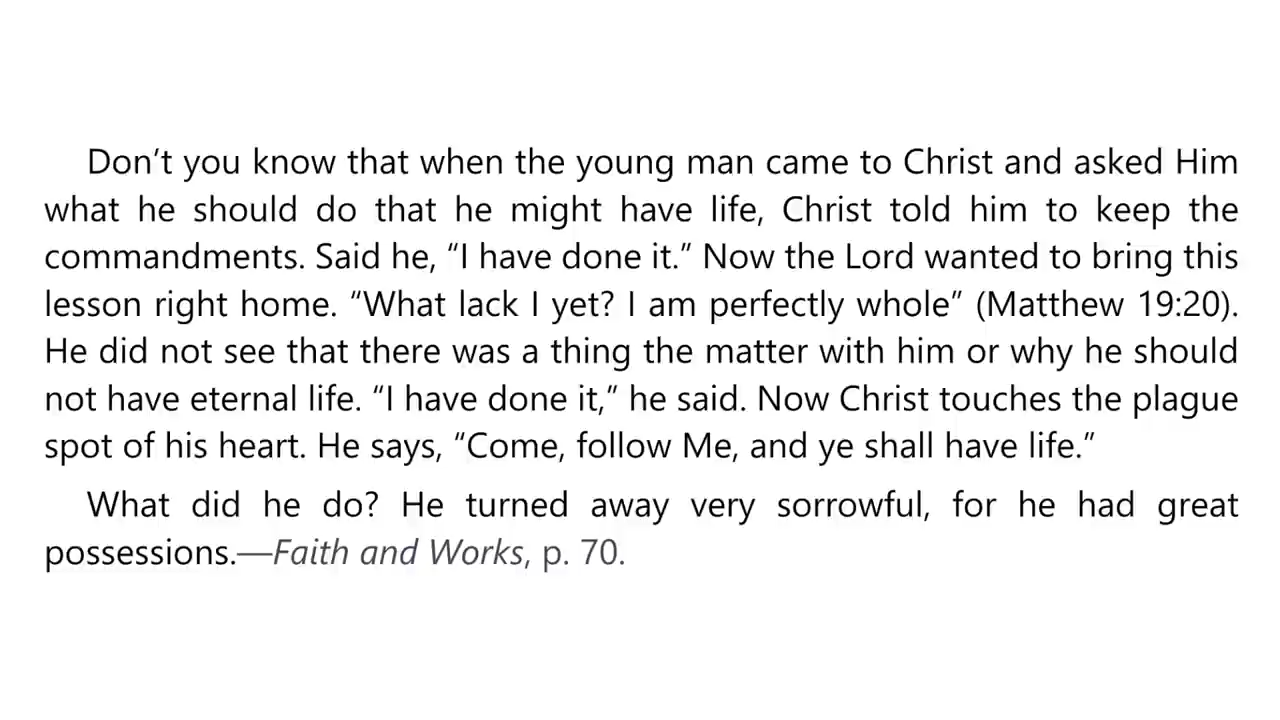 Don’t you know that when the young man came to Christ and asked Him
what he should do that he might have life, Christ told him to keep the
commandments. Said he, “I have done it.” Now the Lord wanted to bring this
lesson right home. “What lack I yet? I am perfectly whole” (Matthew 19:20).
He did not see that there was a thing the matter with him or why he should
not have eternal life. “I have done it,” he said. Now Christ touches the plague
spot of his heart. He says, “Come, follow Me, and ye shall have life.”
What did he do? He turned away very sorrowful, for he had great
possessions.—Faith and Works, p. 70.